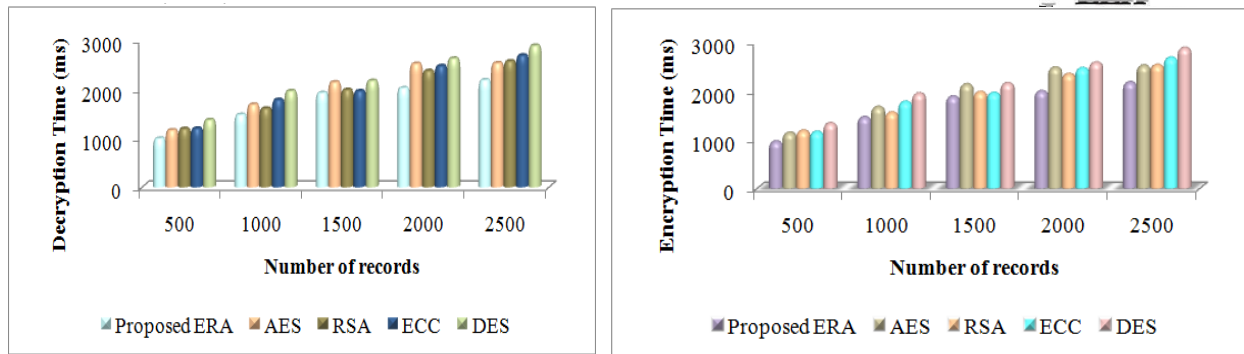 Decryption Time (ms)
3000
2000
1000
0
500 1000 1500 2000 2500
Number of records
Proposed ERA AES RSA ECC DES
Encryption Time (ms)
3000
2000
1000
0
500 1000 1500 2000 2500
Number of records
Proposed ERA AES RSA ECC DES